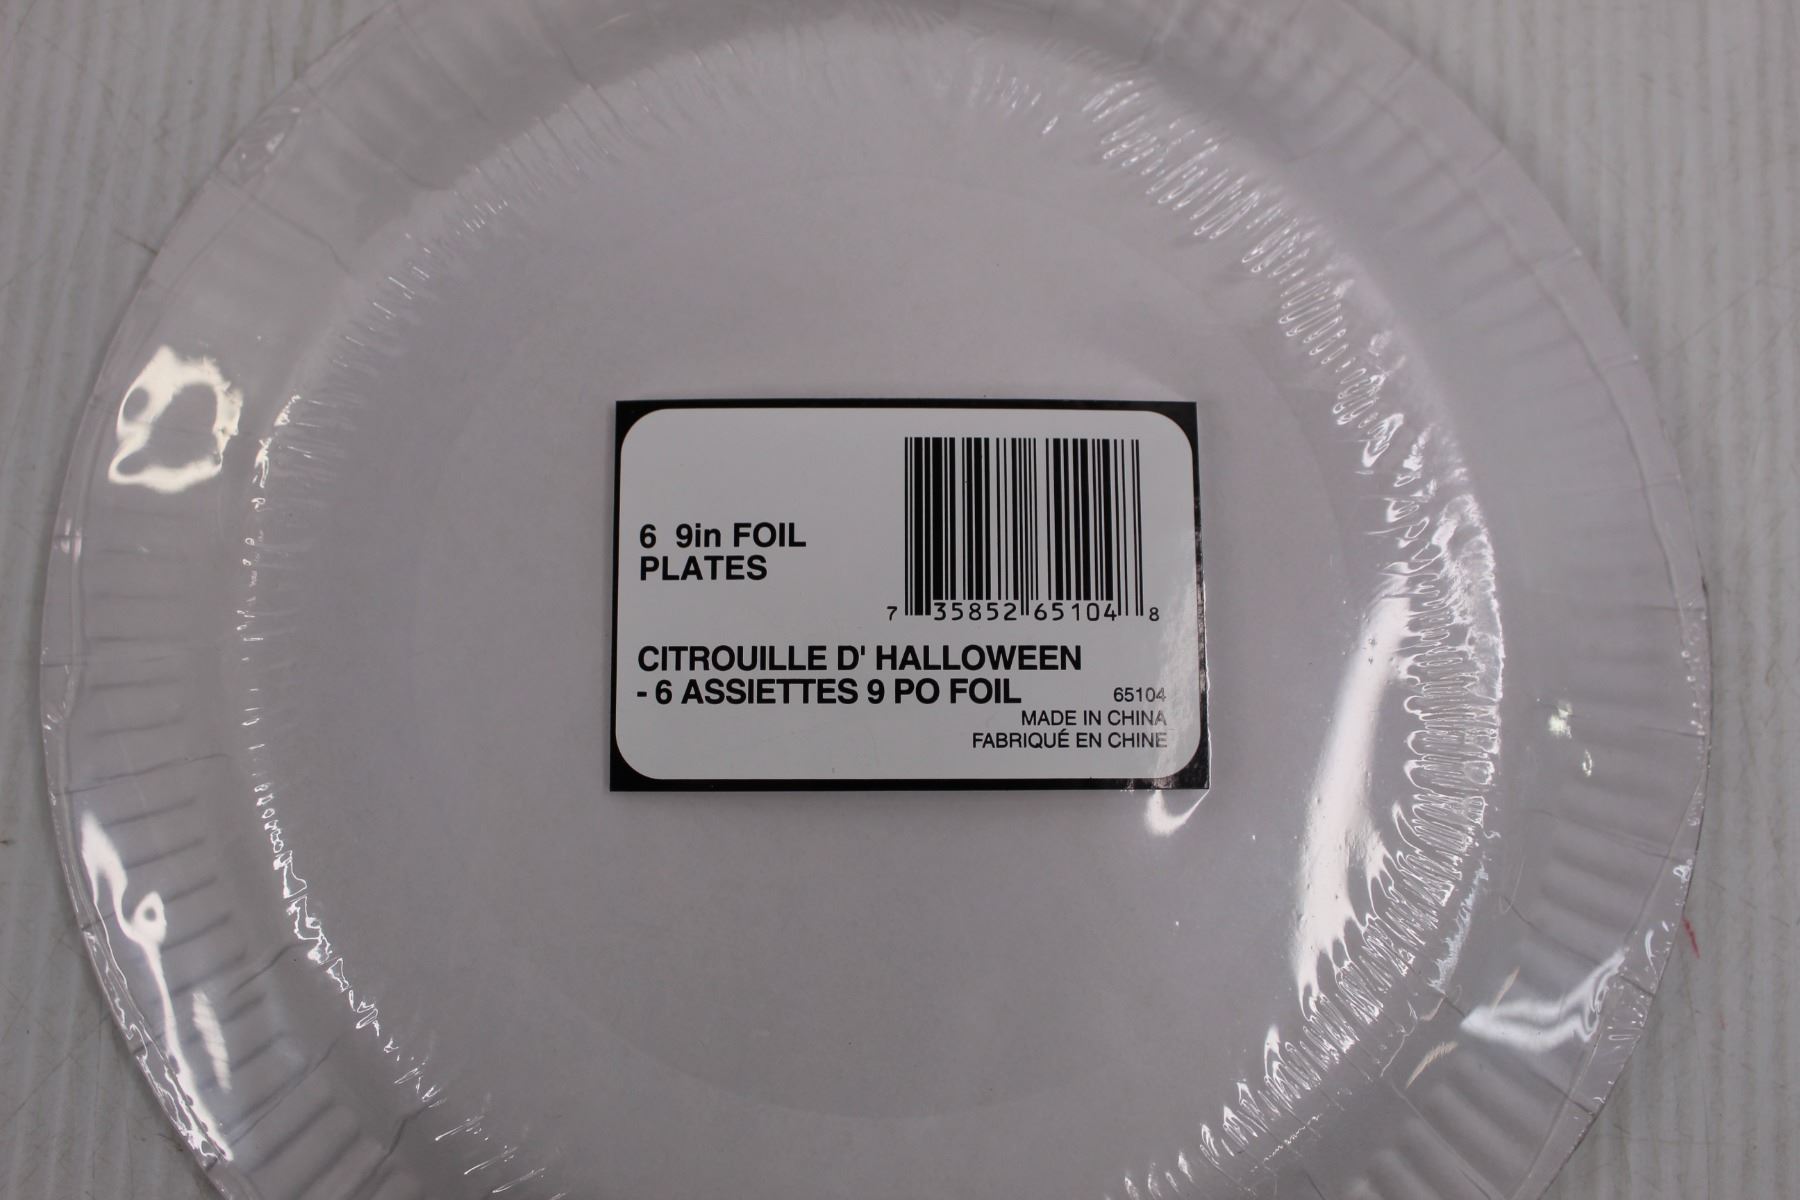 6 9in FOIL
PLATES
7 35852 65104 8
CITROUILLE D' HALLOWEEN
- 6 ASSIETTES 9 PO FOIL
65104
MADE IN CHINA
FABRIQUÉ EN CHINE